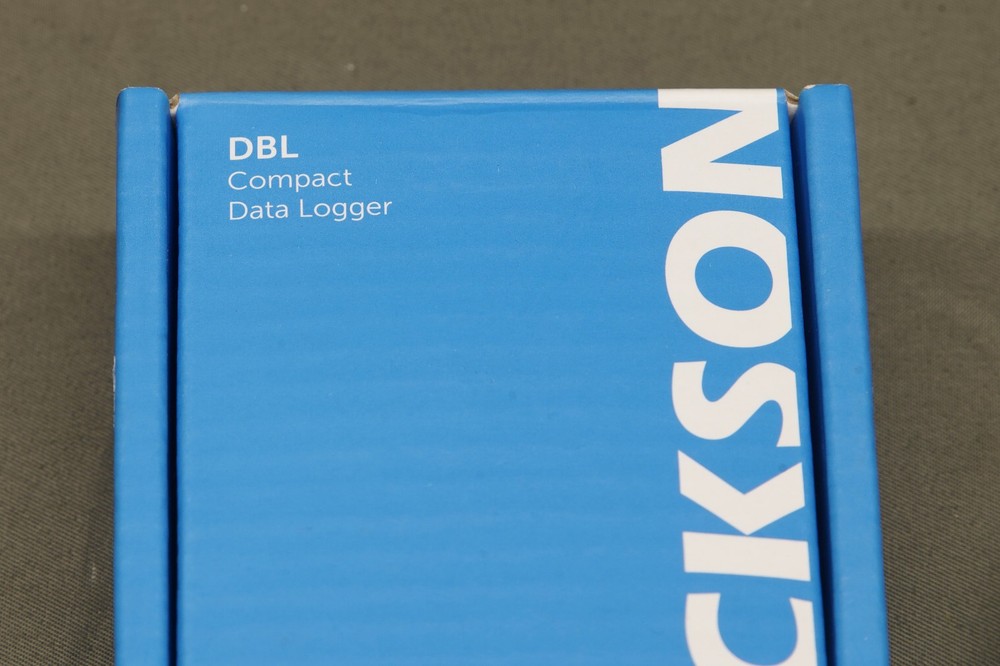 DBL
Compact
Data Logger
CKSON